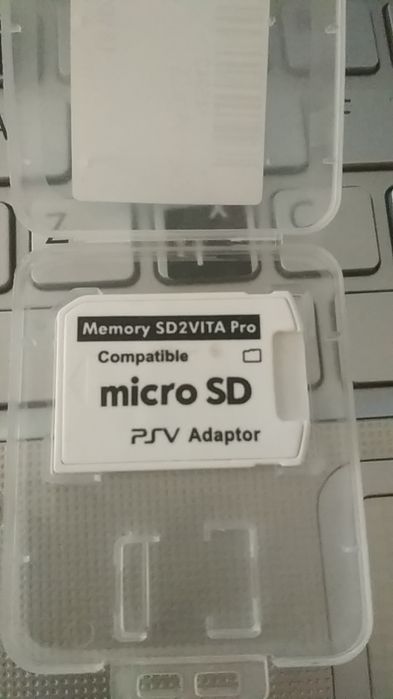 Z
X
C
Memory SD2VITA Pro
Compatible
micro SD
PSV Adaptor